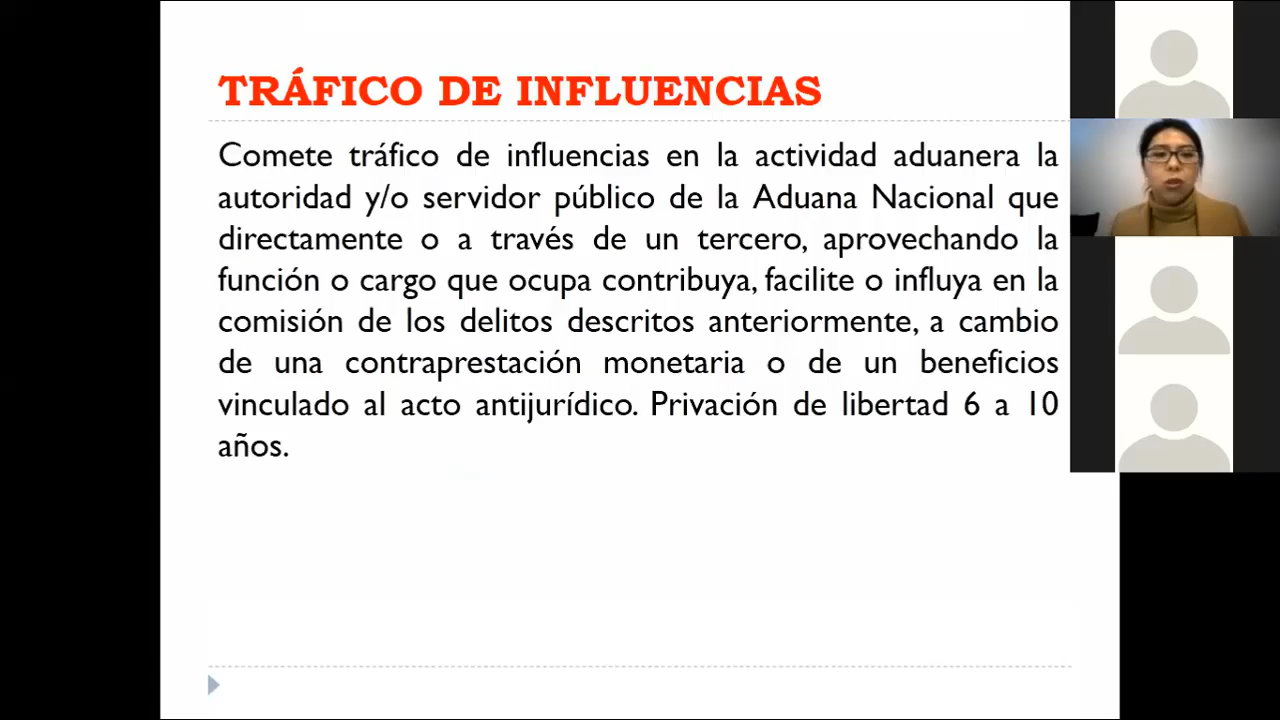 TRÁFICO DE INFLUENCIAS
Comete tráfico de influencias en la actividad aduanera la
autoridad y/o servidor público de la Aduana Nacional que
directamente o a través de un tercero, aprovechando la
función o cargo que ocupa contribuya, facilite o influya en la
comisión de los delitos descritos anteriormente, a cambio
de una contraprestación monetaria o de un beneficios
vinculado al acto antijurídico. Privación de libertad 6 a 10
años.